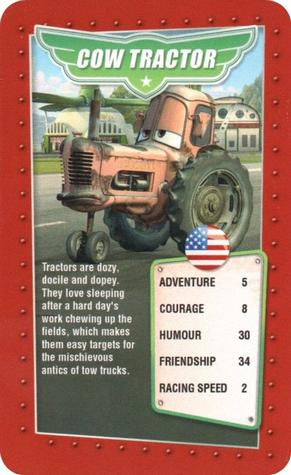 COW TRACTOR
Tractors are dozy,
docile and dopey.
They love sleeping
after a hard day's
work chewing up the
fields, which makes
them easy targets for
the mischievous
antics of tow trucks.
ADVENTURE 5
COURAGE 8
HUMOUR 30
FRIENDSHIP 34
RACING SPEED 2